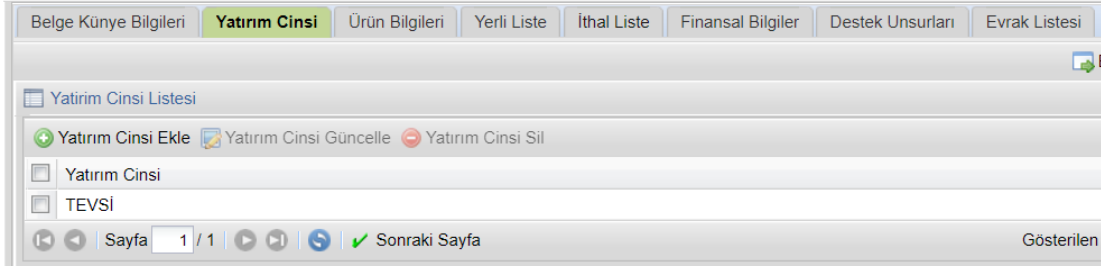 Belge Künye Bilgileri Yatırım Cinsi Ürün Bilgileri Yerli Liste İthal Liste Finansal Bilgiler Destek Unsurları Evrak Listesi
Yatirim Cinsi Listesi
Yatırım Cinsi Ekle Yatırım Cinsi Güncelle Yatırım Cinsi Sil
Yatırım Cinsi
TEVSİ
Sayfa 1 / 1 Sonraki Sayfa Gösterilen